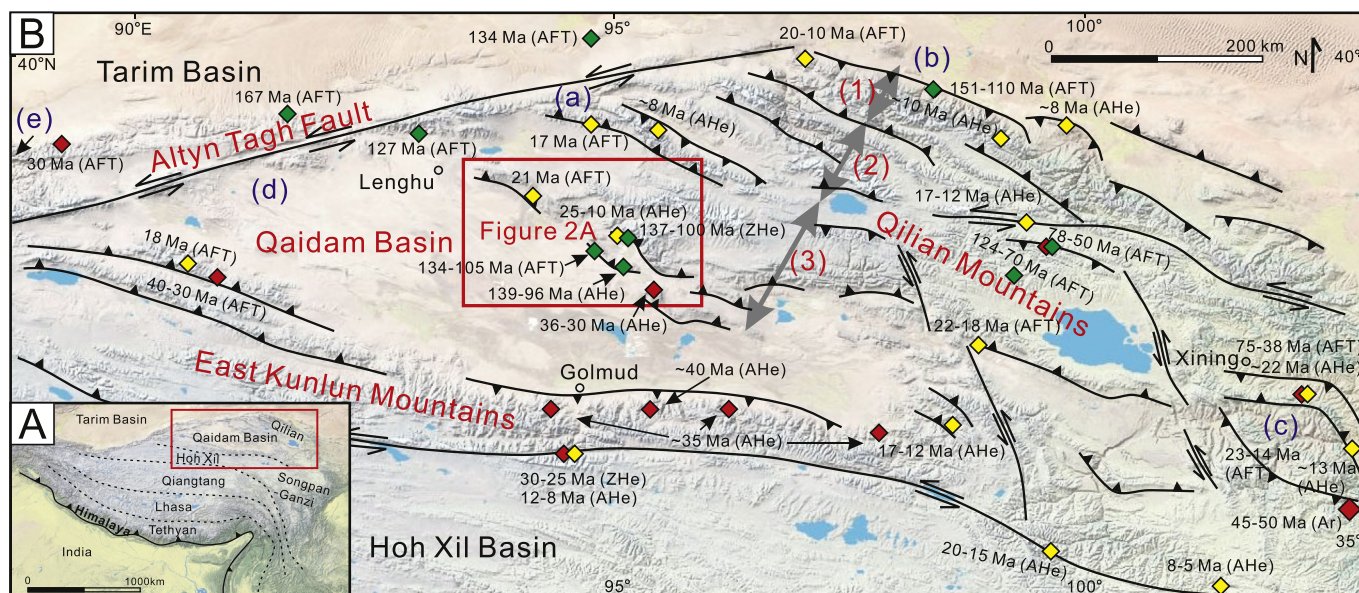 B
90°E
95°
100°
40°N
40°
0
200 km
N
134 Ma (AFT)
20-10 Ma (AFT)
(b)
Tarim Basin
(1)
151-110 Ma (AFT)
167 Ma (AFT)
(a)
~8 Ma (AHe)
~10 Ma (AHe)
~8 Ma (AHe)
(e)
Altyn Tagh Fault
30 Ma (AFT)
127 Ma (AFT)
17 Ma (AFT)
(2)
(d)
Lenghu
21 Ma (AFT)
17-12 Ma (AHe)
25-10 Ma (AHe)
Qaidam Basin
Figure 2A
137-100 Ma (ZHe)
Qilian Mountains
78-50 Ma (AFT)
18 Ma (AFT)
134-105 Ma (AFT)
(3)
124-70 Ma (AFT)
40-30 Ma (AFT)
139-96 Ma (AHe)
36-30 Ma (AHe)
22-18 Ma (AFT)
East Kunlun Mountains
Golmud
~40 Ma (AHe)
Xining
75-38 Ma (AFT)
~22 Ma (AHe)
~35 Ma (AHe)
17-12 Ma (AHe)
(c)
23-14 Ma
(AFT)
~13 Ma
(AHe)
30-25 Ma (ZHe)
12-8 Ma (AHe)
45-50 Ma (Ar)
35°
Hoh Xil Basin
20-15 Ma (AHe)
8-5 Ma (AHe)
95°
100°
A
Tarim Basin
Qaidam Basin
Qilian
Hoh Xil
Qiangtang
Songpan
Ganzi
Lhasa
Himalaya
Tethyan
India
0
1000km